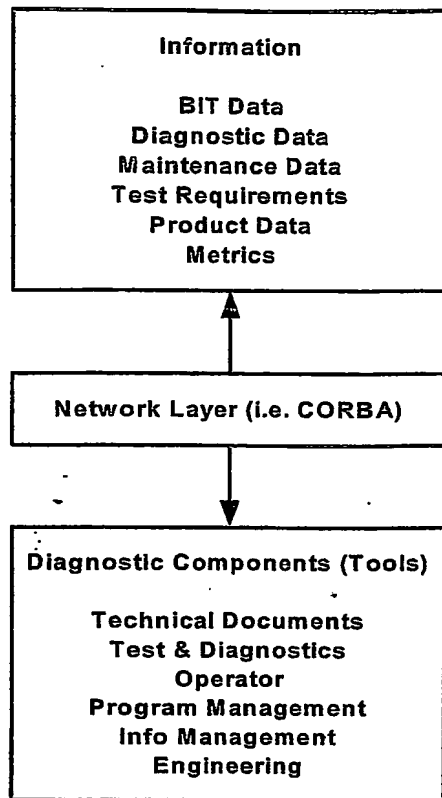 Information
BIT Data
Diagnostic Data
Maintenance Data
Test Requirements
Product Data
Metrics
Network Layer (i.e. CORBA)
Diagnostic Components (Tools)
Technical Documents
Test & Diagnostics
Operator
Program Management
Info Management
Engineering